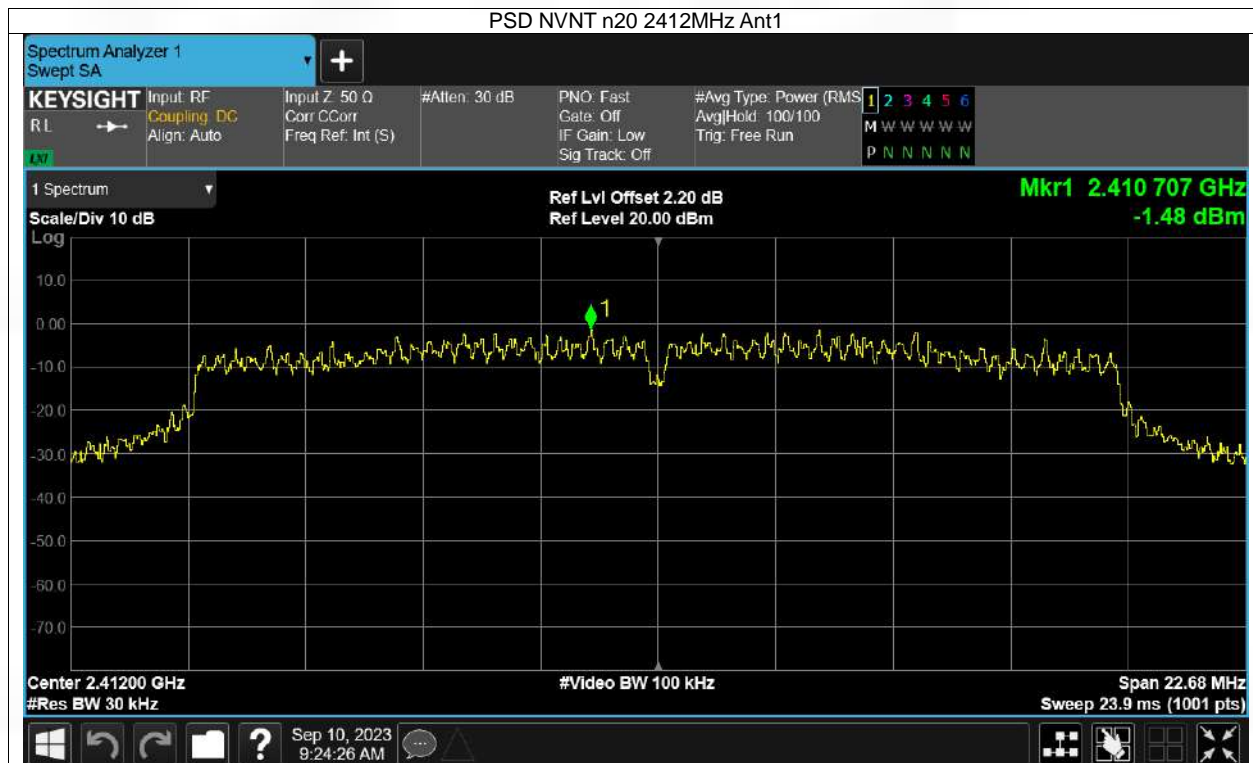 PSD NVNT n20 2412MHz Ant1
Spectrum Analyzer 1
Swept SA
+
KEYSIGHT
RL
LXI
Input: RF
Coupling: DC
Align: Auto
Input Z: 50 Ω
Corr CCorr
Freq Ref: Int (S)
#Atten: 30 dB
PNO: Fast
Gate: Off
IF Gain: Low
Sig Track: Off
#Avg Type: Power (RMS
Avg|Hold: 100/100
Trig: Free Run
1 2 3 4 5 6
M W W W W W
P N N N N N
1 Spectrum
Scale/Div 10 dB
Ref Lvl Offset 2.20 dB
Ref Level 20.00 dBm
Mkr1 2.410 707 GHz
-1.48 dBm
Log
10.0
0.00
-10.0
-20.0
-30.0
-40.0
-50.0
-60.0
-70.0
1
Center 2.41200 GHz
#Res BW 30 kHz
#Video BW 100 kHz
Span 22.68 MHz
Sweep 23.9 ms (1001 pts)
?
Sep 10, 2023
9:24:26 AM